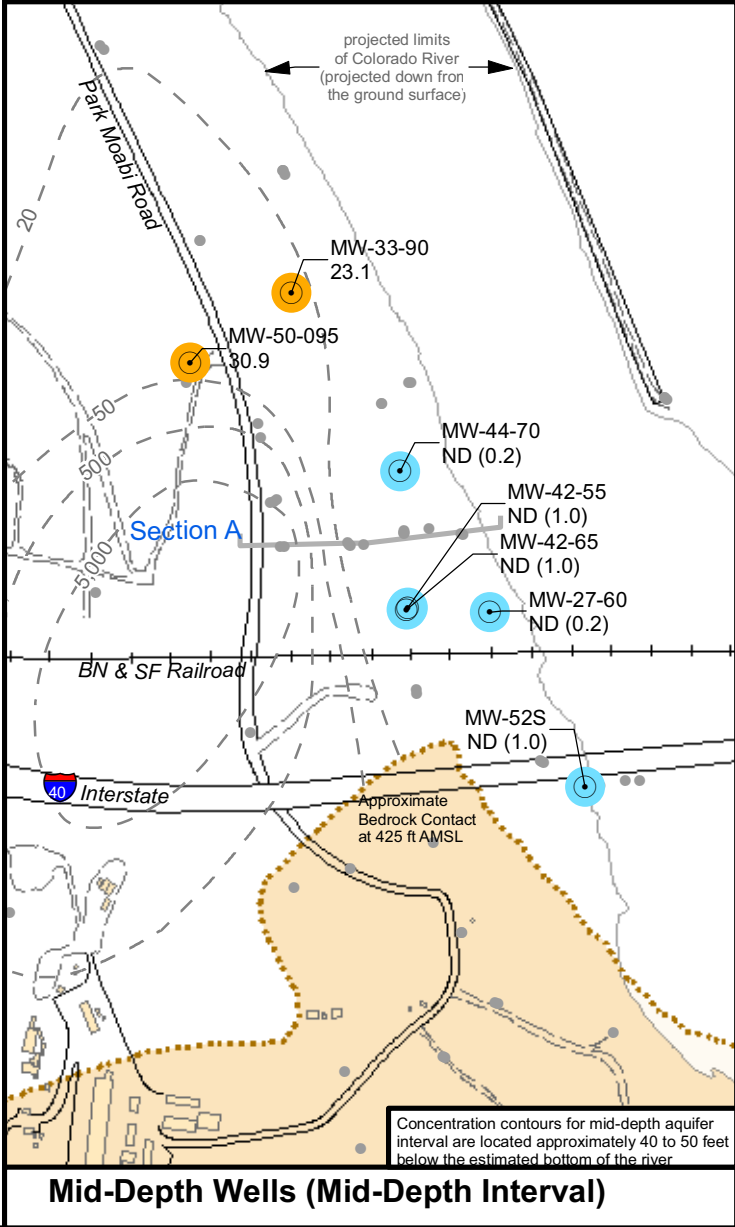 projected limits
of Colorado River
(projected down from
the ground surface)
Park Moabi Road
20
MW-33-90
23.1
MW-50-095
30.9
50
500
5,000
MW-44-70
ND (0.2)
MW-42-55
ND (1.0)
MW-42-65
ND (1.0)
Section A
MW-27-60
ND (0.2)
BN & SF Railroad
MW-52S
ND (1.0)
40
Interstate
Approximate
Bedrock Contact
at 425 ft AMSL
Concentration contours for mid-depth aquifer
interval are located approximately 40 to 50 feet
below the estimated bottom of the river
Mid-Depth Wells (Mid-Depth Interval)